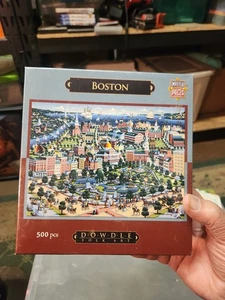 BOSTON
500 pcs
DOWDLE
FOLK ART